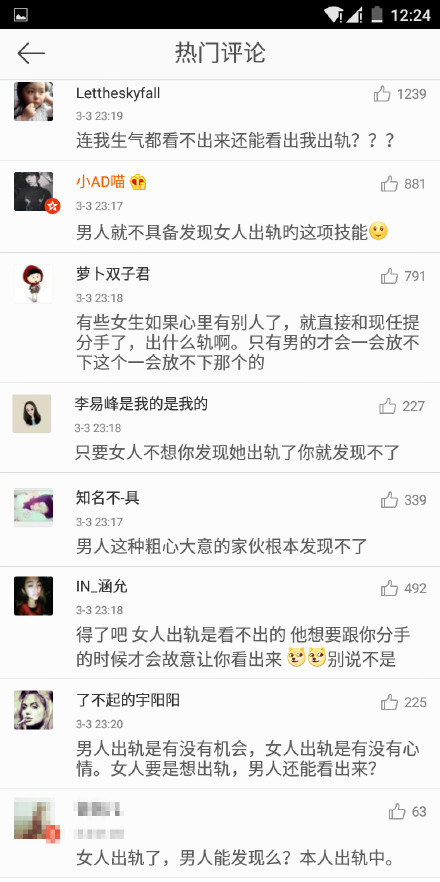 12:24
热门评论
Lettheskyfall
1239
3-3 23:19
连我生气都看不出来还能看出我出轨？？？
小AD喵
881
3-3 23:17
男人就不具备发现女人出轨旳这项技能
萝卜双子君
791
3-3 23:18
有些女生如果心里有别人了，就直接和现任提
分手了，出什么轨啊。只有男的才会一会放不
下这个一会放不下那个的
李易峰是我的是我的
227
3-3 23:18
只要女人不想你发现她出轨了你就发现不了
知名不-具
339
3-3 23:17
男人这种粗心大意的家伙根本发现不了
IN_涵允
492
3-3 23:18
得了吧 女人出轨是看不出的 他想要跟你分手
的时候才会故意让你看出来 别说不是
了不起的宇阳阳
225
3-3 23:20
男人出轨是有没有机会，女人出轨是有没有心
情。女人要是想出轨，男人还能看出来？
63
女人出轨了，男人能发现么？本人出轨中。